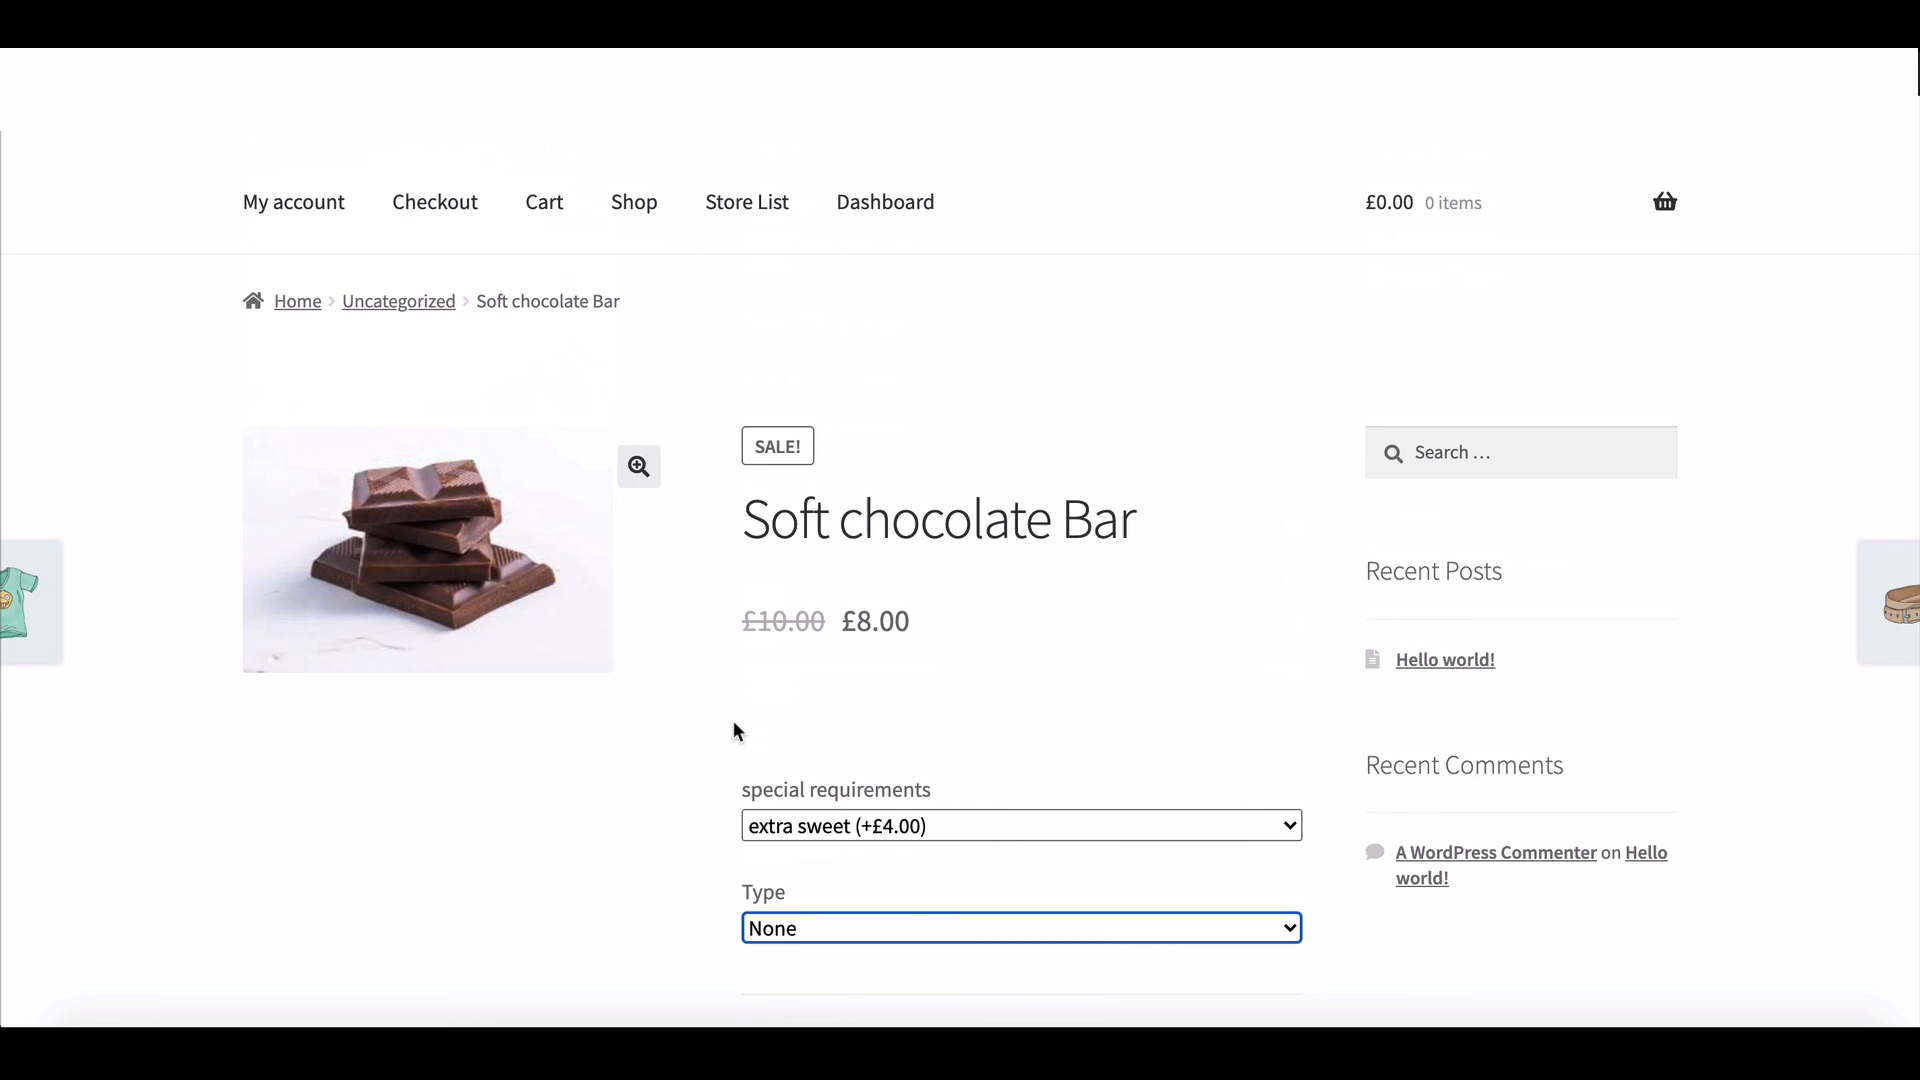 My account Checkout Cart Shop Store List Dashboard £0.00 0 items
Home Uncategorized Soft chocolate Bar
SALE!
Soft chocolate Bar
£10.00 £8.00
special requirements
extra sweet (+£4.00)
Type
None
Search …
Recent Posts
Hello world!
Recent Comments
A WordPress Commenter on Hello
world!